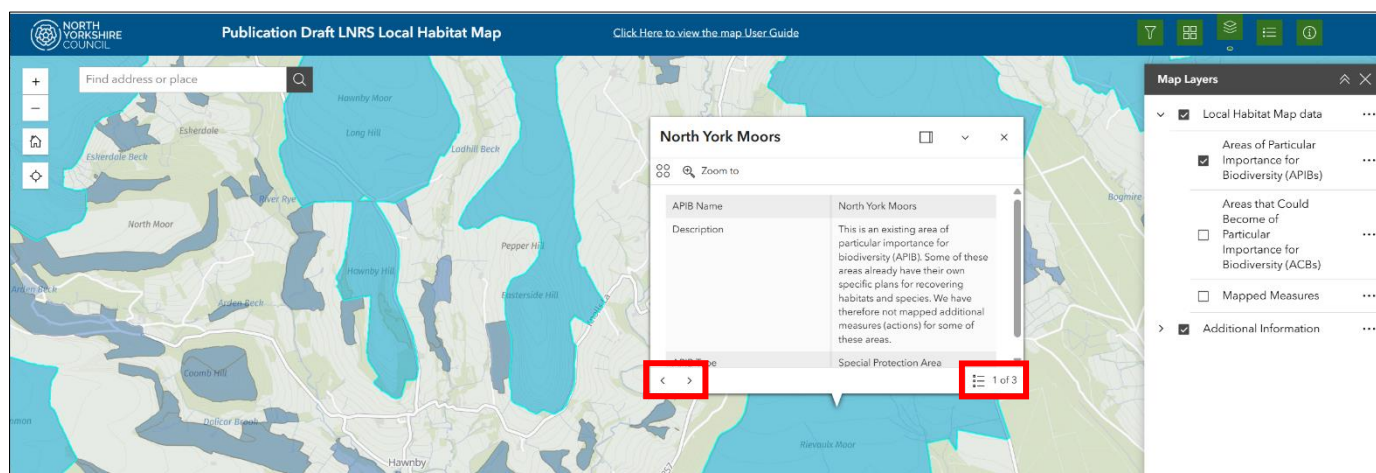 NORTH
YORKSHIRE
COUNCIL
Publication Draft LNRS Local Habitat Map
Click Here to view the map User Guide
+
−
Find address or place
Hawnby Moor
Eskerdale
Long Hill
Ladhill Beck
Eskerdale Beck
River Rye
North Moor
Pepper Hill
Hawnby Hill
Easterside Hill
Arden Beck
Arden Beck
Coomb Hill
Dolicar Brook
Hawnby
Rievaulx Moor
Bogmire
North York Moors
Zoom to
APIB Name
North York Moors
Description
This is an existing area of
particular importance for
biodiversity (APIB). Some of these
areas already have their own
specific plans for recovering
habitats and species. We have
therefore not mapped additional
measures (actions) for some of
these areas.
APIB Type
Special Protection Area
< >
1 of 3
Map Layers
Local Habitat Map data
Areas of Particular
Importance for
Biodiversity (APIBs)
Areas that Could
Become of
Particular
Importance for
Biodiversity (ACBs)
Mapped Measures
Additional Information